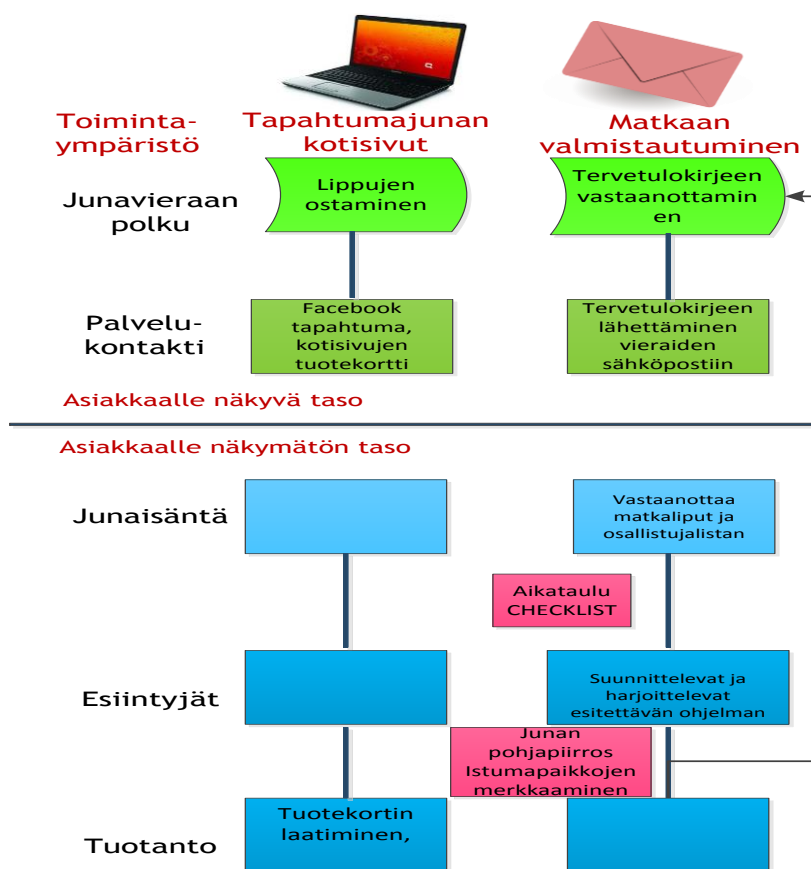 Toiminta-
ympäristö
Tapahtumajunan
kotisivut
Matkaan
valmistautuminen
Junavieraan
polku
Lippujen
ostaminen
Tervetulokirjeen
vastaanottamin
en
Palvelu-
kontakti
Facebook
tapahtuma,
kotisivujen
tuotekortti
Tervetulokirjeen
lähettäminen
vieraiden
sähköpostiin
Asiakkaalle näkyvä taso
Asiakkaalle näkymätön taso
Junaisäntä
Vastaanottaa
matkaliput ja
osallistujalistan
Aikataulu
CHECKLIST
Esiintyjät
Suunnittelevat ja
harjoittelevat
esitettävän ohjelman
Junan
pohjapiirros
Istumapaikkojen
merkkaaminen
Tuotanto
Tuotekortin
laatiminen,